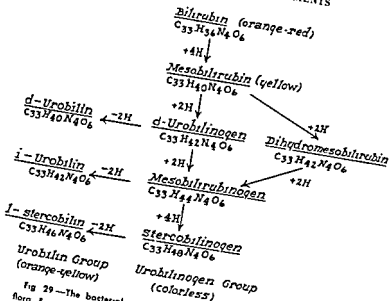 MENTS
Bilirubin (orange-red)
C33H36N4O6
+4H
Mesobilirubin (yellow)
C33H40N4O6
+2H
+2H
d-Urobilin
C33H40N4O6
-2H
d-Urobilinogen
C33H42N4O6
Dihydromesobilirubin
C33H42N4O6
+2H
+2H
i-Urobilin
C33H42N4O6
-2H
Mesobilirubinogen
C33H44N4O6
+4H
l-stercobilin
C33H46N4O6
-2H
Stercobilinogen
C33H48N4O6
Urobilin Group
(orange-yellow)
Urobilinogen Group
(colorless)
Fig 29—The bacterial
flora